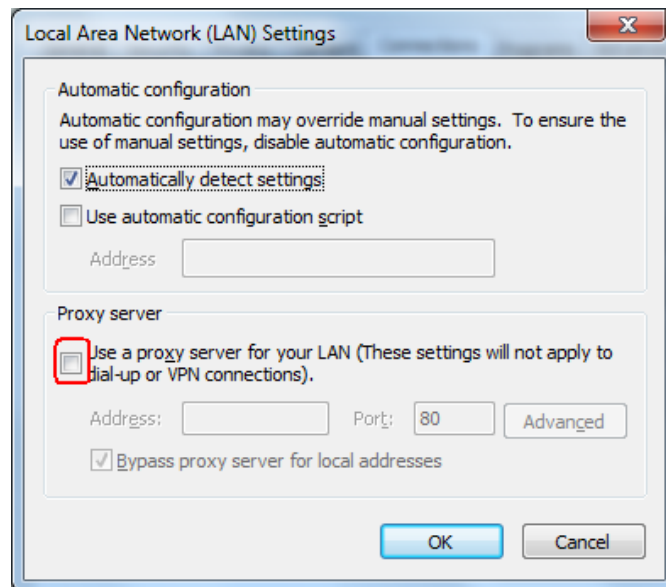 Local Area Network (LAN) Settings
Automatic configuration
Automatic configuration may override manual settings. To ensure the
use of manual settings, disable automatic configuration.
Automatically detect settings
Use automatic configuration script
Address
Proxy server
Use a proxy server for your LAN (These settings will not apply to
dial-up or VPN connections).
Address: Port: 80 Advanced
Bypass proxy server for local addresses
OK Cancel